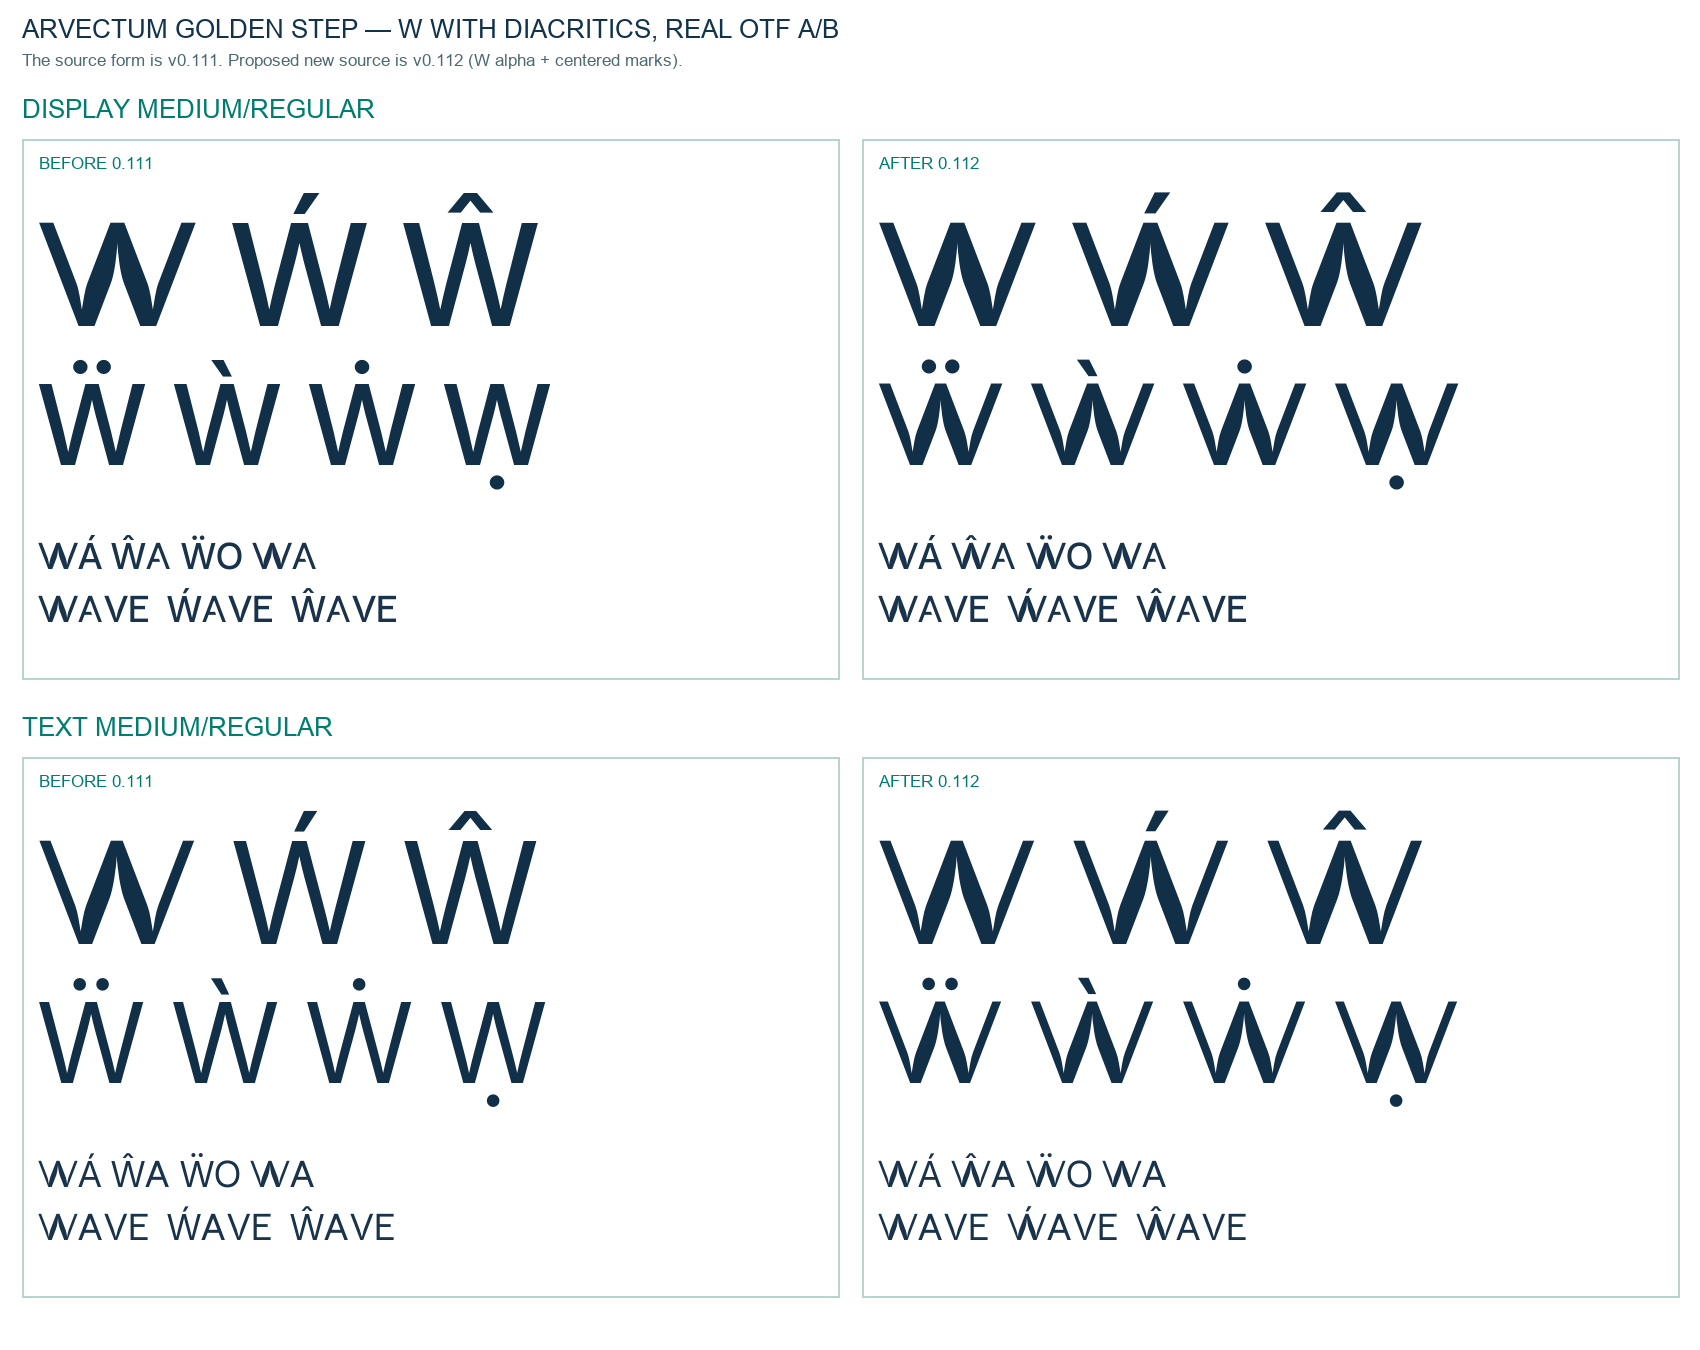 ARVECTUM GOLDEN STEP — W WITH DIACRITICS, REAL OTF A/B
The source form is v0.111. Proposed new source is v0.112 (W alpha + centered marks).
DISPLAY MEDIUM/REGULAR
BEFORE 0.111
W Ẃ Ŵ
Ẅ Ẁ Ẇ Ẉ
WÁ ŴA ẄO WA
WAVE ẂAVE ŴAVE
AFTER 0.112
W Ẃ Ŵ
Ẅ Ẁ Ẇ Ẉ
WÁ ŴA ẄO WA
WAVE ẂAVE ŴAVE
TEXT MEDIUM/REGULAR
BEFORE 0.111
W Ẃ Ŵ
Ẅ Ẁ Ẇ Ẉ
WÁ ŴA ẄO WA
WAVE ẂAVE ŴAVE
AFTER 0.112
W Ẃ Ŵ
Ẅ Ẁ Ẇ Ẉ
WÁ ŴA ẄO WA
WAVE ẂAVE ŴAVE